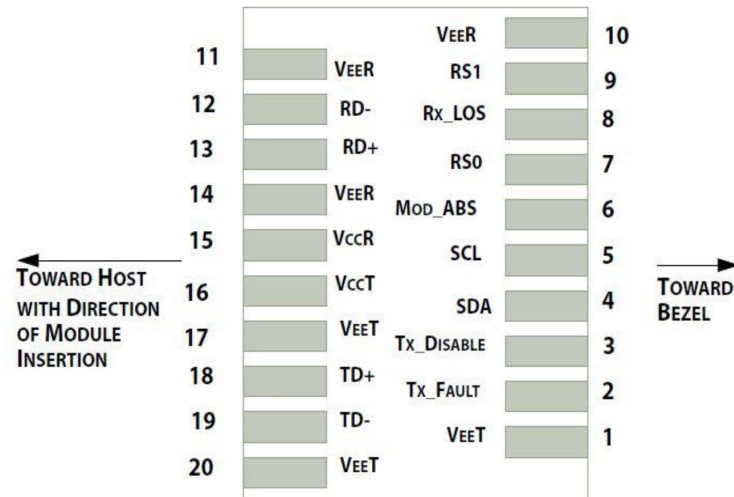 11 VEER
12 RD-
13 RD+
14 VEER
15 VCCR
16 VCCT
17 VEET
18 TD+
19 TD-
20 VEET
VEER 10
RS1 9
RX_LOS 8
RS0 7
MOD_ABS 6
SCL 5
SDA 4
TX_DISABLE 3
TX_FAULT 2
VEET 1
TOWARD HOST
WITH DIRECTION
OF MODULE
INSERTION
TOWARD
BEZEL